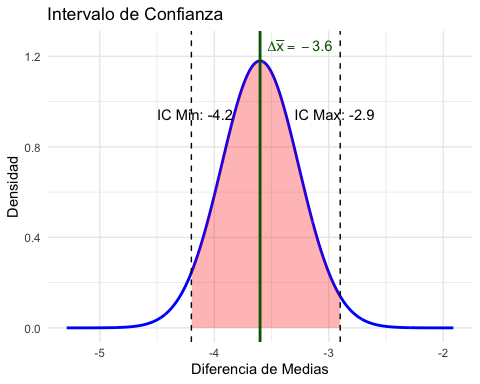 Intervalo de Confianza
Δx̅ = − 3.6
1.2
IC Min: -4.2
IC Max: -2.9
0.8
Densidad
0.4
0.0
-5
-4
-3
-2
Diferencia de Medias